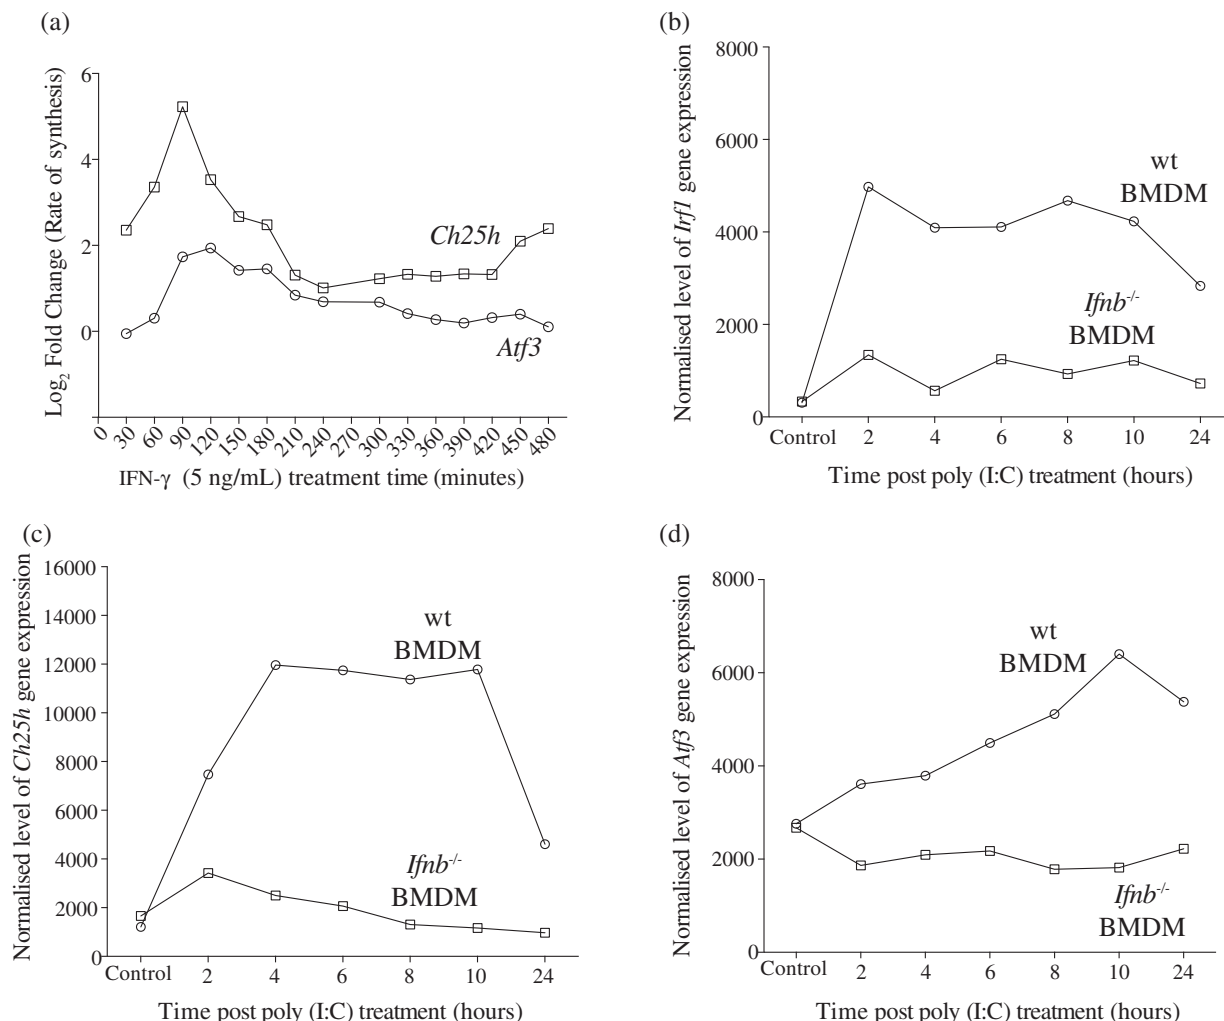 (a)
Log2 Fold Change (Rate of synthesis)
6
4
2
0
Ch25h
Atf3
0 30 60 90 120 150 180 210 240 270 300 330 360 390 420 450 480
IFN-γ (5 ng/mL) treatment time (minutes)
(b)
Normalised level of Irf1 gene expression
8000
6000
4000
2000
0
wt
BMDM
Ifnb-/-
BMDM
Control 2 4 6 8 10 24
Time post poly (I:C) treatment (hours)
(c)
Normalised level of Ch25h gene expression
16000
14000
12000
10000
8000
6000
4000
2000
0
wt
BMDM
Ifnb-/-
BMDM
Control 2 4 6 8 10 24
Time post poly (I:C) treatment (hours)
(d)
Normalised level of Atf3 gene expression
8000
6000
4000
2000
0
wt
BMDM
Ifnb-/-
BMDM
Control 2 4 6 8 10 24
Time post poly (I:C) treatment (hours)